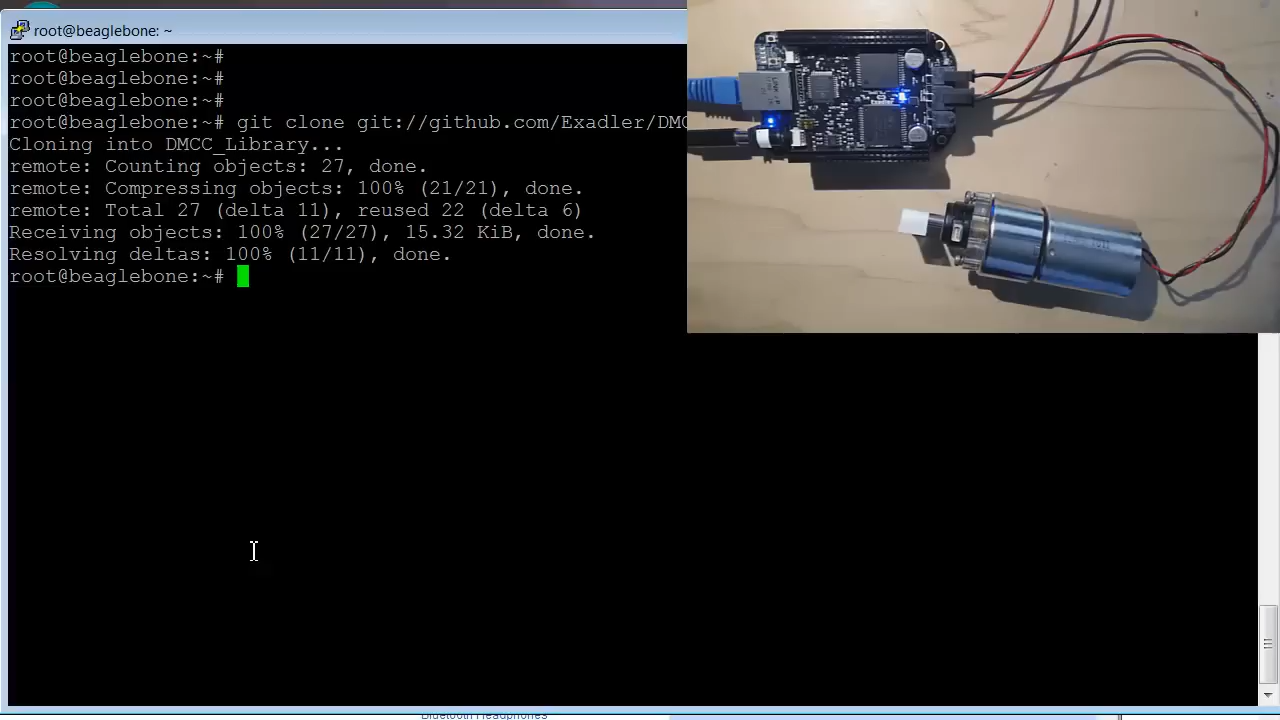 root@beaglebone: ~
root@beaglebone:~#
root@beaglebone:~#
root@beaglebone:~#
root@beaglebone:~# git clone git://github.com/Exadler/DMC
Cloning into DMCC_Library...
remote: Counting objects: 27, done.
remote: Compressing objects: 100% (21/21), done.
remote: Total 27 (delta 11), reused 22 (delta 6)
Receiving objects: 100% (27/27), 15.32 KiB, done.
Resolving deltas: 100% (11/11), done.
root@beaglebone:~#
Bluetooth Headphones